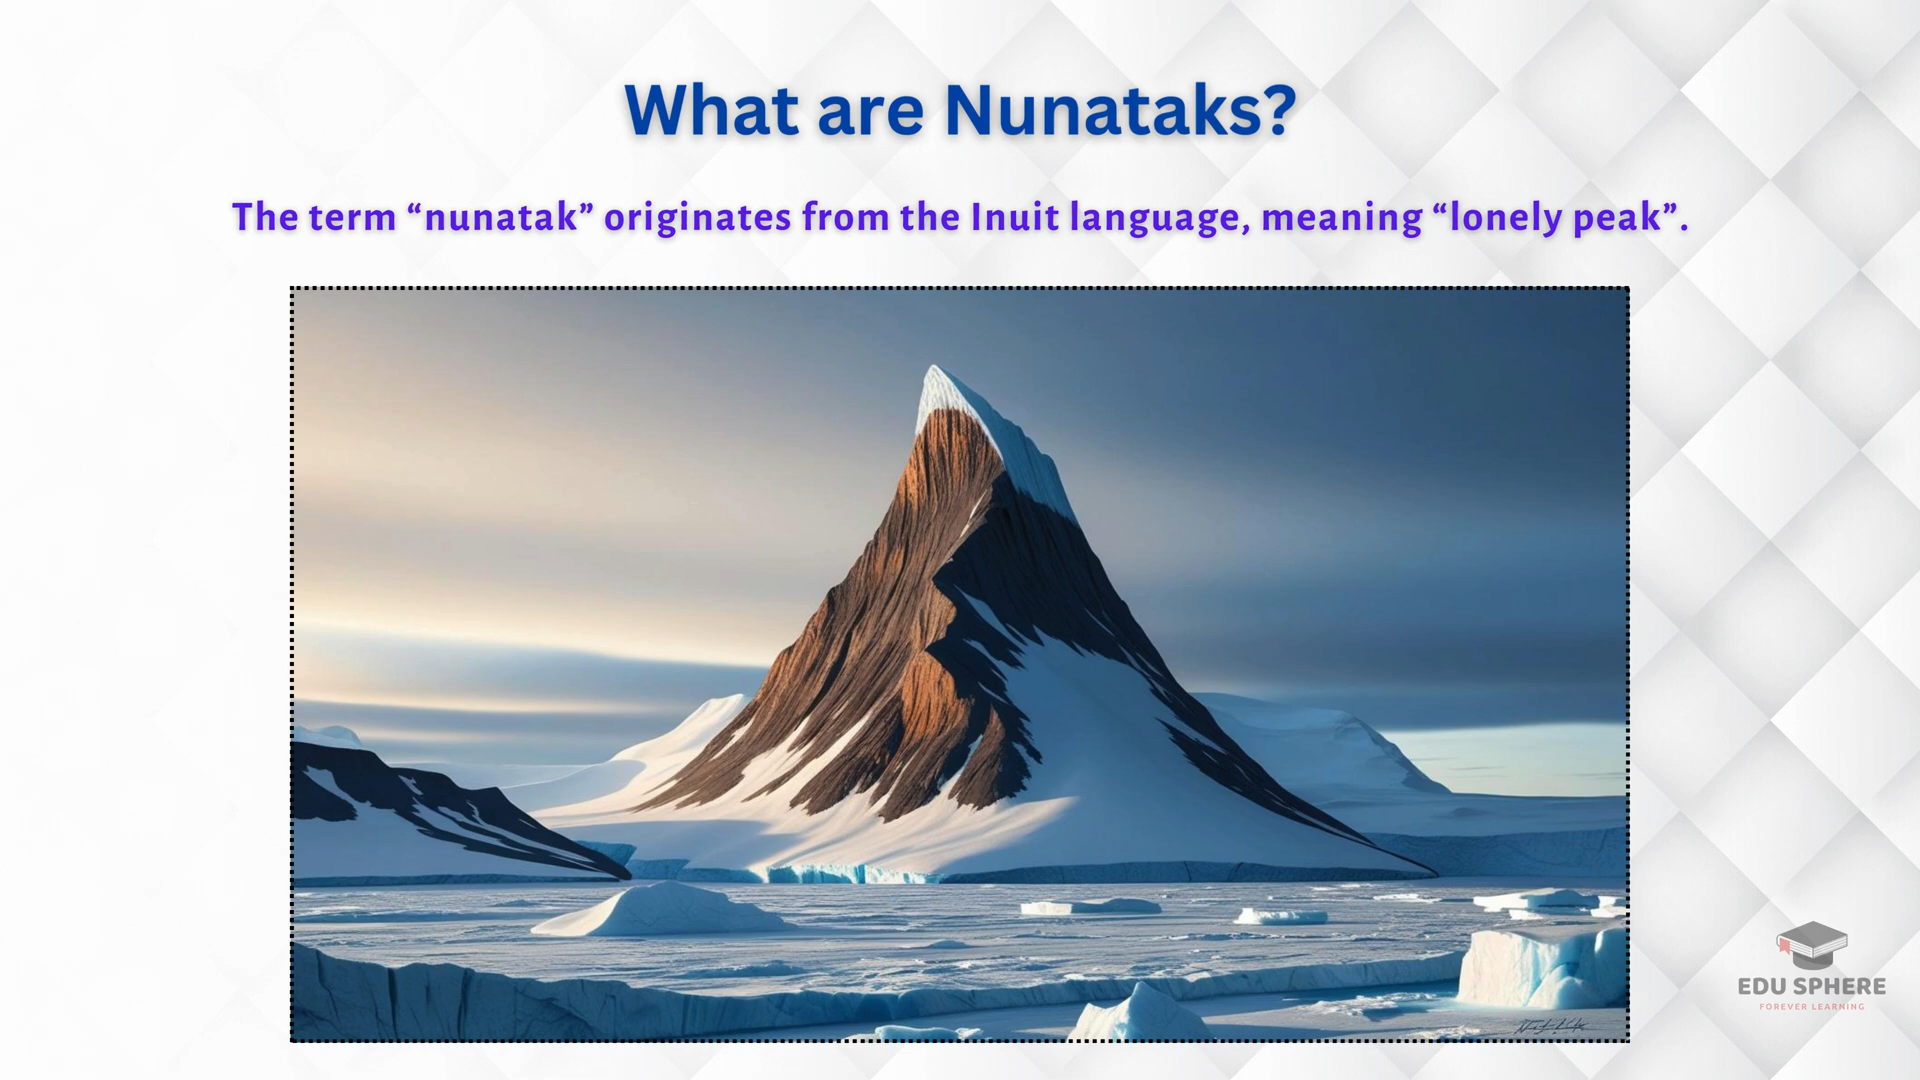 What are Nunataks?
The term “nunatak” originates from the Inuit language, meaning “lonely peak”.
EDU SPHERE
FOREVER LEARNING